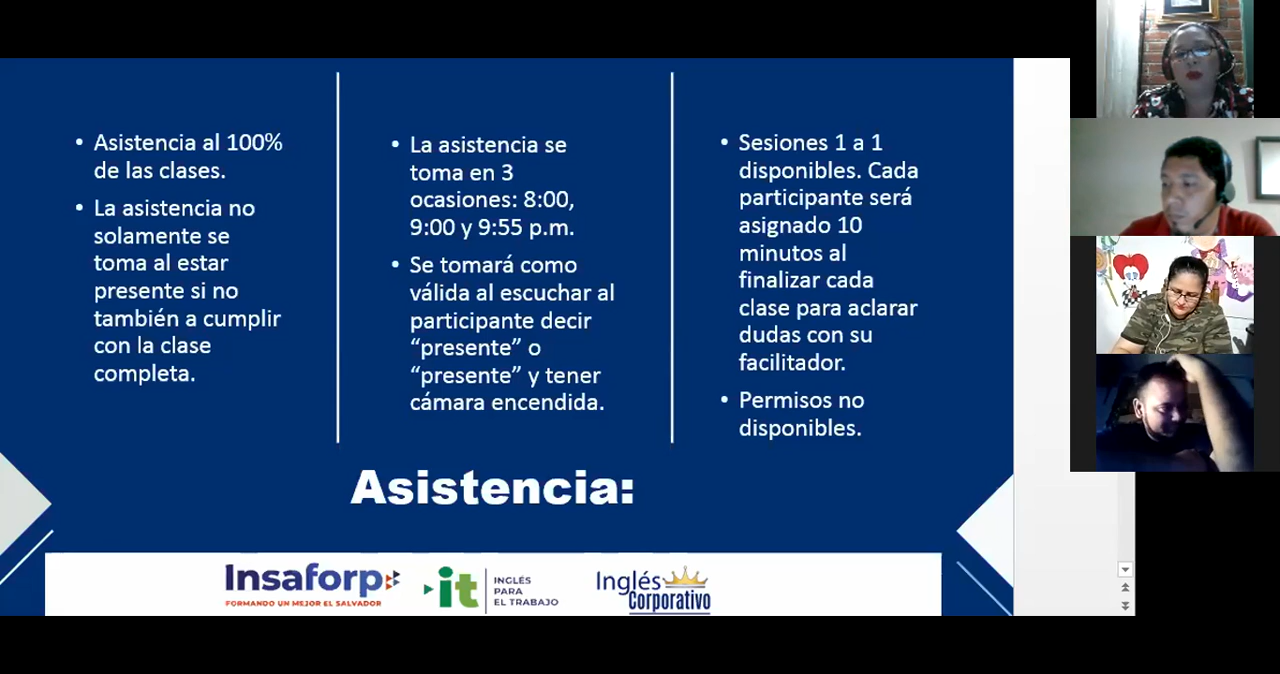 • Asistencia al 100%
de las clases.
• La asistencia no
solamente se
toma al estar
presente si no
también a cumplir
con la clase
completa.
• La asistencia se
toma en 3
ocasiones: 8:00,
9:00 y 9:55 p.m.
• Se tomará como
válida al escuchar al
participante decir
“presente” o
“presente” y tener
cámara encendida.
• Sesiones 1 a 1
disponibles. Cada
participante será
asignado 10
minutos al
finalizar cada
clase para aclarar
dudas con su
facilitador.
• Permisos no
disponibles.
Asistencia:
Insaforp
FORMANDO UN MEJOR EL SALVADOR
it
INGLÉS
PARA
EL TRABAJO
Inglés
Corporativo